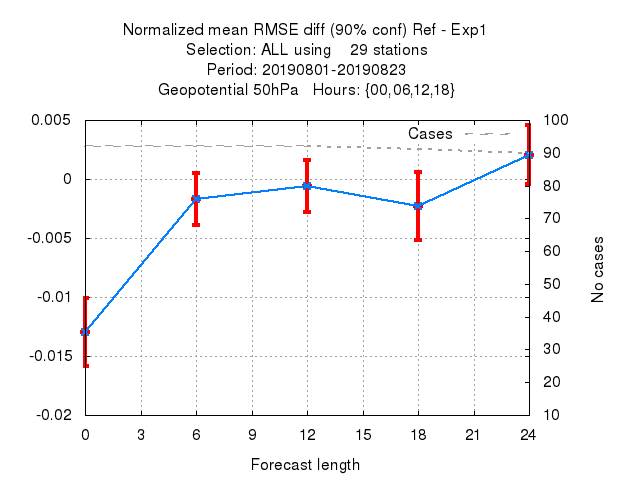 Normalized mean RMSE diff (90% conf) Ref - Exp1
Selection: ALL using    29 stations
Period: 20190801-20190823
Geopotential 50hPa   Hours: {00,06,12,18}
0.005
0
-0.005
-0.01
-0.015
-0.02
Cases
100
90
80
70
60
50
40
30
20
10
No cases
0 3 6 9 12 15 18 21 24
Forecast length